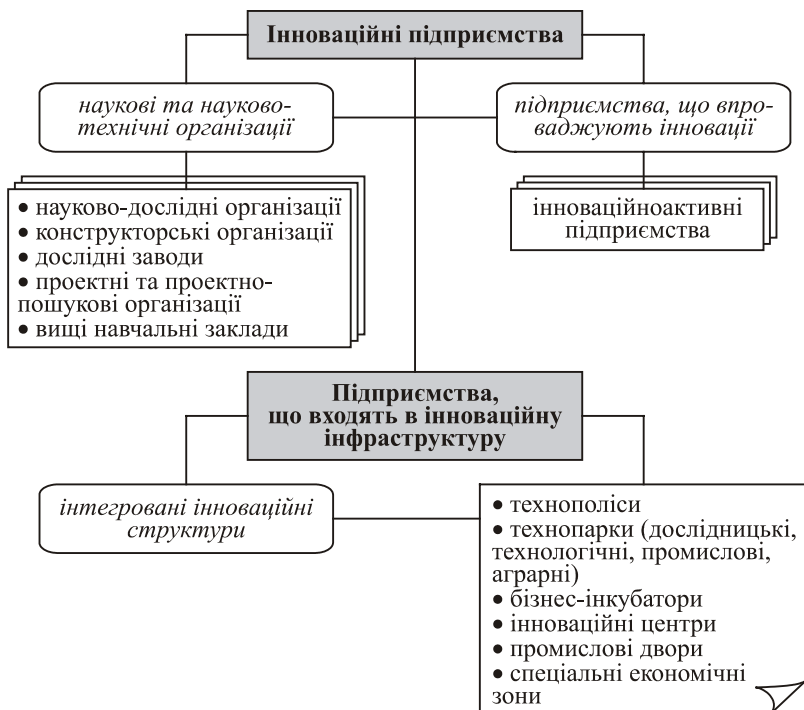 Інноваційні підприємства
наукові та науково-
технічні організації
підприємства, що впро-
ваджують інновації
• науково-дослідні організації
• конструкторські організації
• дослідні заводи
• проектні та проектно-
пошукові організації
• вищі навчальні заклади
інноваційноактивні
підприємства
Підприємства,
що входять в інноваційну
інфраструктуру
інтегровані інноваційні
структури
• технополіси
• технопарки (дослідницькі,
технологічні, промислові,
аграрні)
• бізнес-інкубатори
• інноваційні центри
• промислові двори
• спеціальні економічні
зони